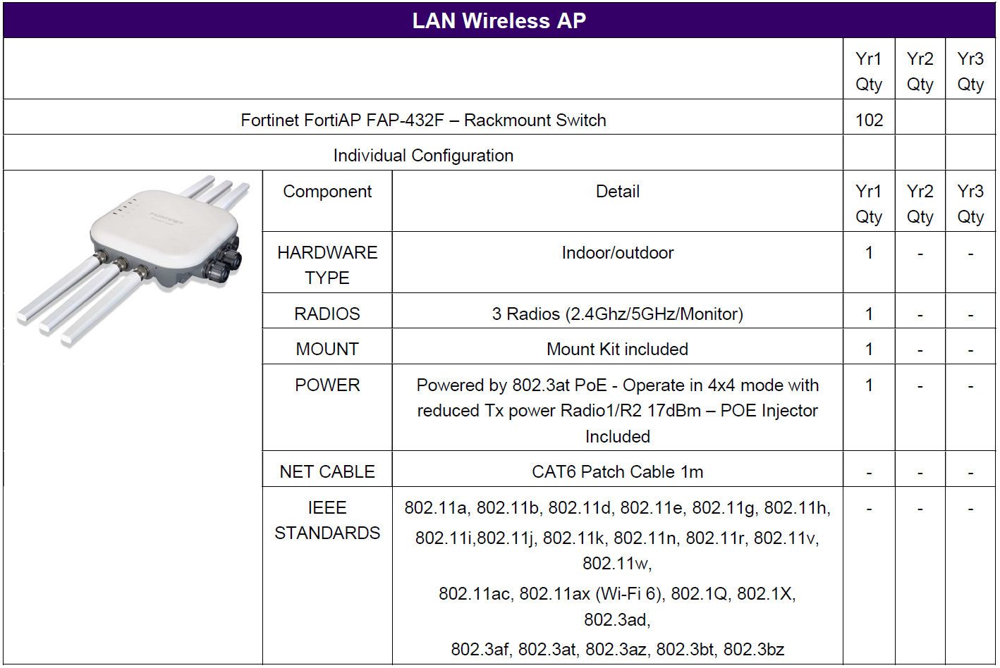 LAN Wireless AP
Yr1 Qty
Yr2 Qty
Yr3 Qty
Fortinet FortiAP FAP-432F – Rackmount Switch
102
Individual Configuration
FORTINET
Component
Detail
Yr1 Qty
Yr2 Qty
Yr3 Qty
HARDWARE TYPE
Indoor/outdoor
1
-
-
RADIOS
3 Radios (2.4Ghz/5GHz/Monitor)
1
-
-
MOUNT
Mount Kit included
1
-
-
POWER
Powered by 802.3at PoE - Operate in 4x4 mode with
reduced Tx power Radio1/R2 17dBm – POE Injector
Included
1
-
-
NET CABLE
CAT6 Patch Cable 1m
-
-
-
IEEE STANDARDS
802.11a, 802.11b, 802.11d, 802.11e, 802.11g, 802.11h,
802.11i,802.11j, 802.11k, 802.11n, 802.11r, 802.11v,
802.11w,
802.11ac, 802.11ax (Wi-Fi 6), 802.1Q, 802.1X,
802.3ad,
802.3af, 802.3at, 802.3az, 802.3bt, 802.3bz
-
-
-